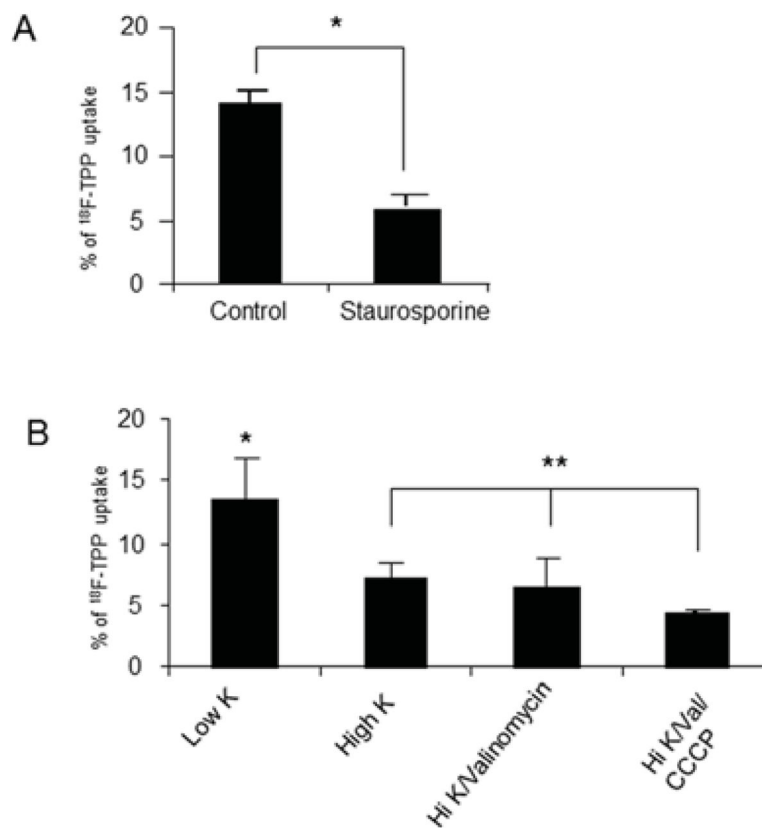 A
20
*
15
10
5
0
% of ¹⁸F-TPP uptake
Control Staurosporine
B
20
*
**
15
10
5
0
% of ¹⁸F-TPP uptake
Low K
High K
Hi K/Valinomycin
Hi K/Val/
CCCP